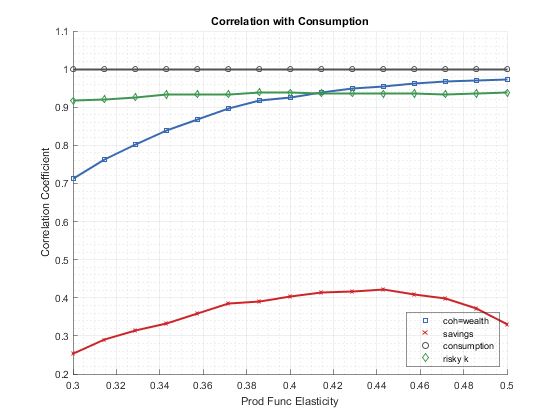 Correlation with Consumption
1.1
1
0.9
0.8
0.7
0.6
0.5
0.4
0.3
0.2
Correlation Coefficient
0.3 0.32 0.34 0.36 0.38 0.4 0.42 0.44 0.46 0.48 0.5
Prod Func Elasticity
coh=wealth
savings
consumption
risky k